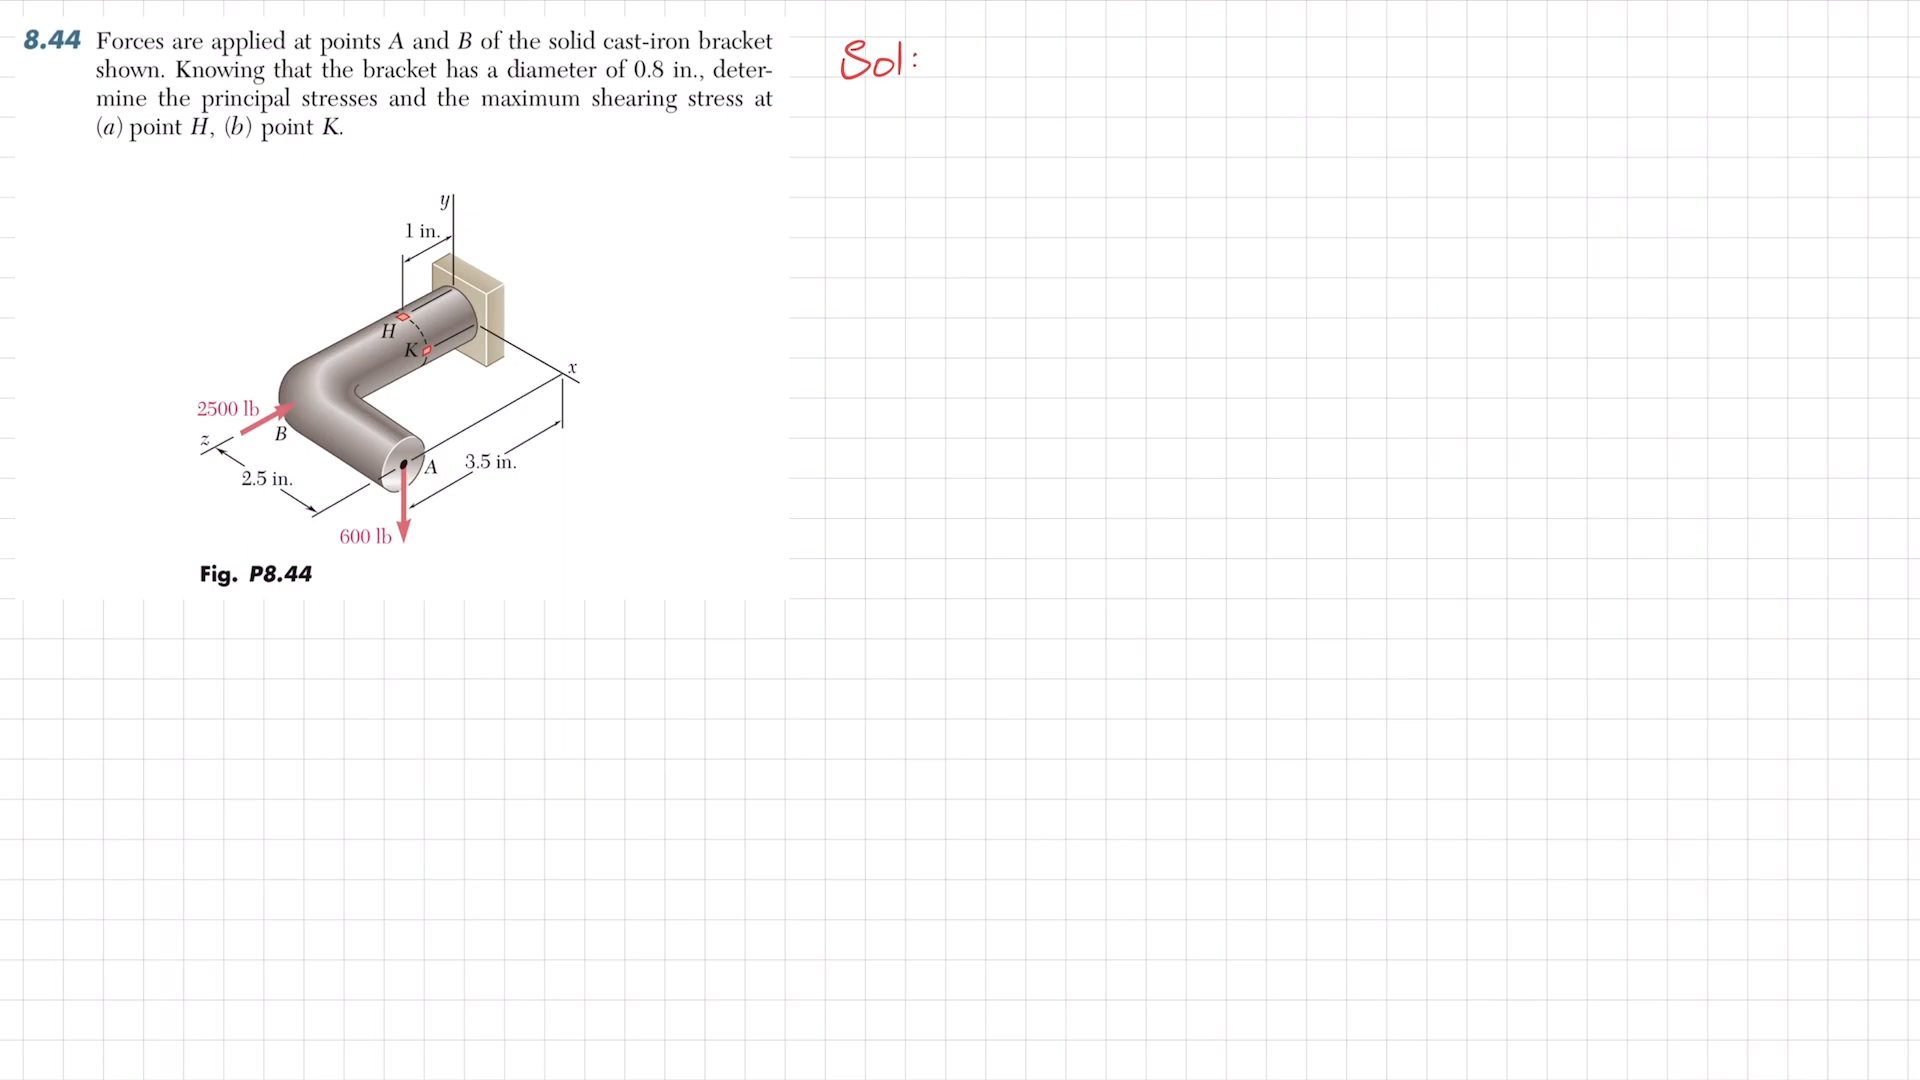 8.44 Forces are applied at points A and B of the solid cast-iron bracket
shown. Knowing that the bracket has a diameter of 0.8 in., deter-
mine the principal stresses and the maximum shearing stress at
(a) point H, (b) point K.
Sol:
y
1 in.
H
K
x
2500 lb
B
z
A
3.5 in.
2.5 in.
600 lb
Fig. P8.44